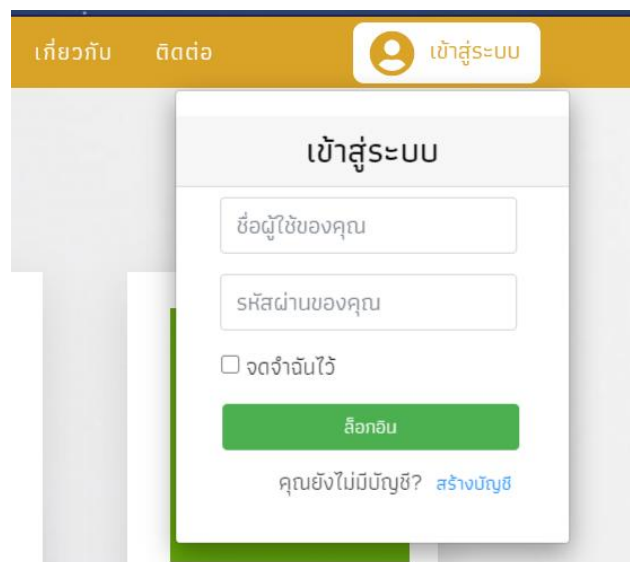 เกี่ยวกับ ติดต่อ เข้าสู่ระบบ
เข้าสู่ระบบ
ชื่อผู้ใช้ของคุณ
รหัสผ่านของคุณ
จดจำฉันไว้
ล็อกอิน
คุณยังไม่มีบัญชี? สร้างบัญชี